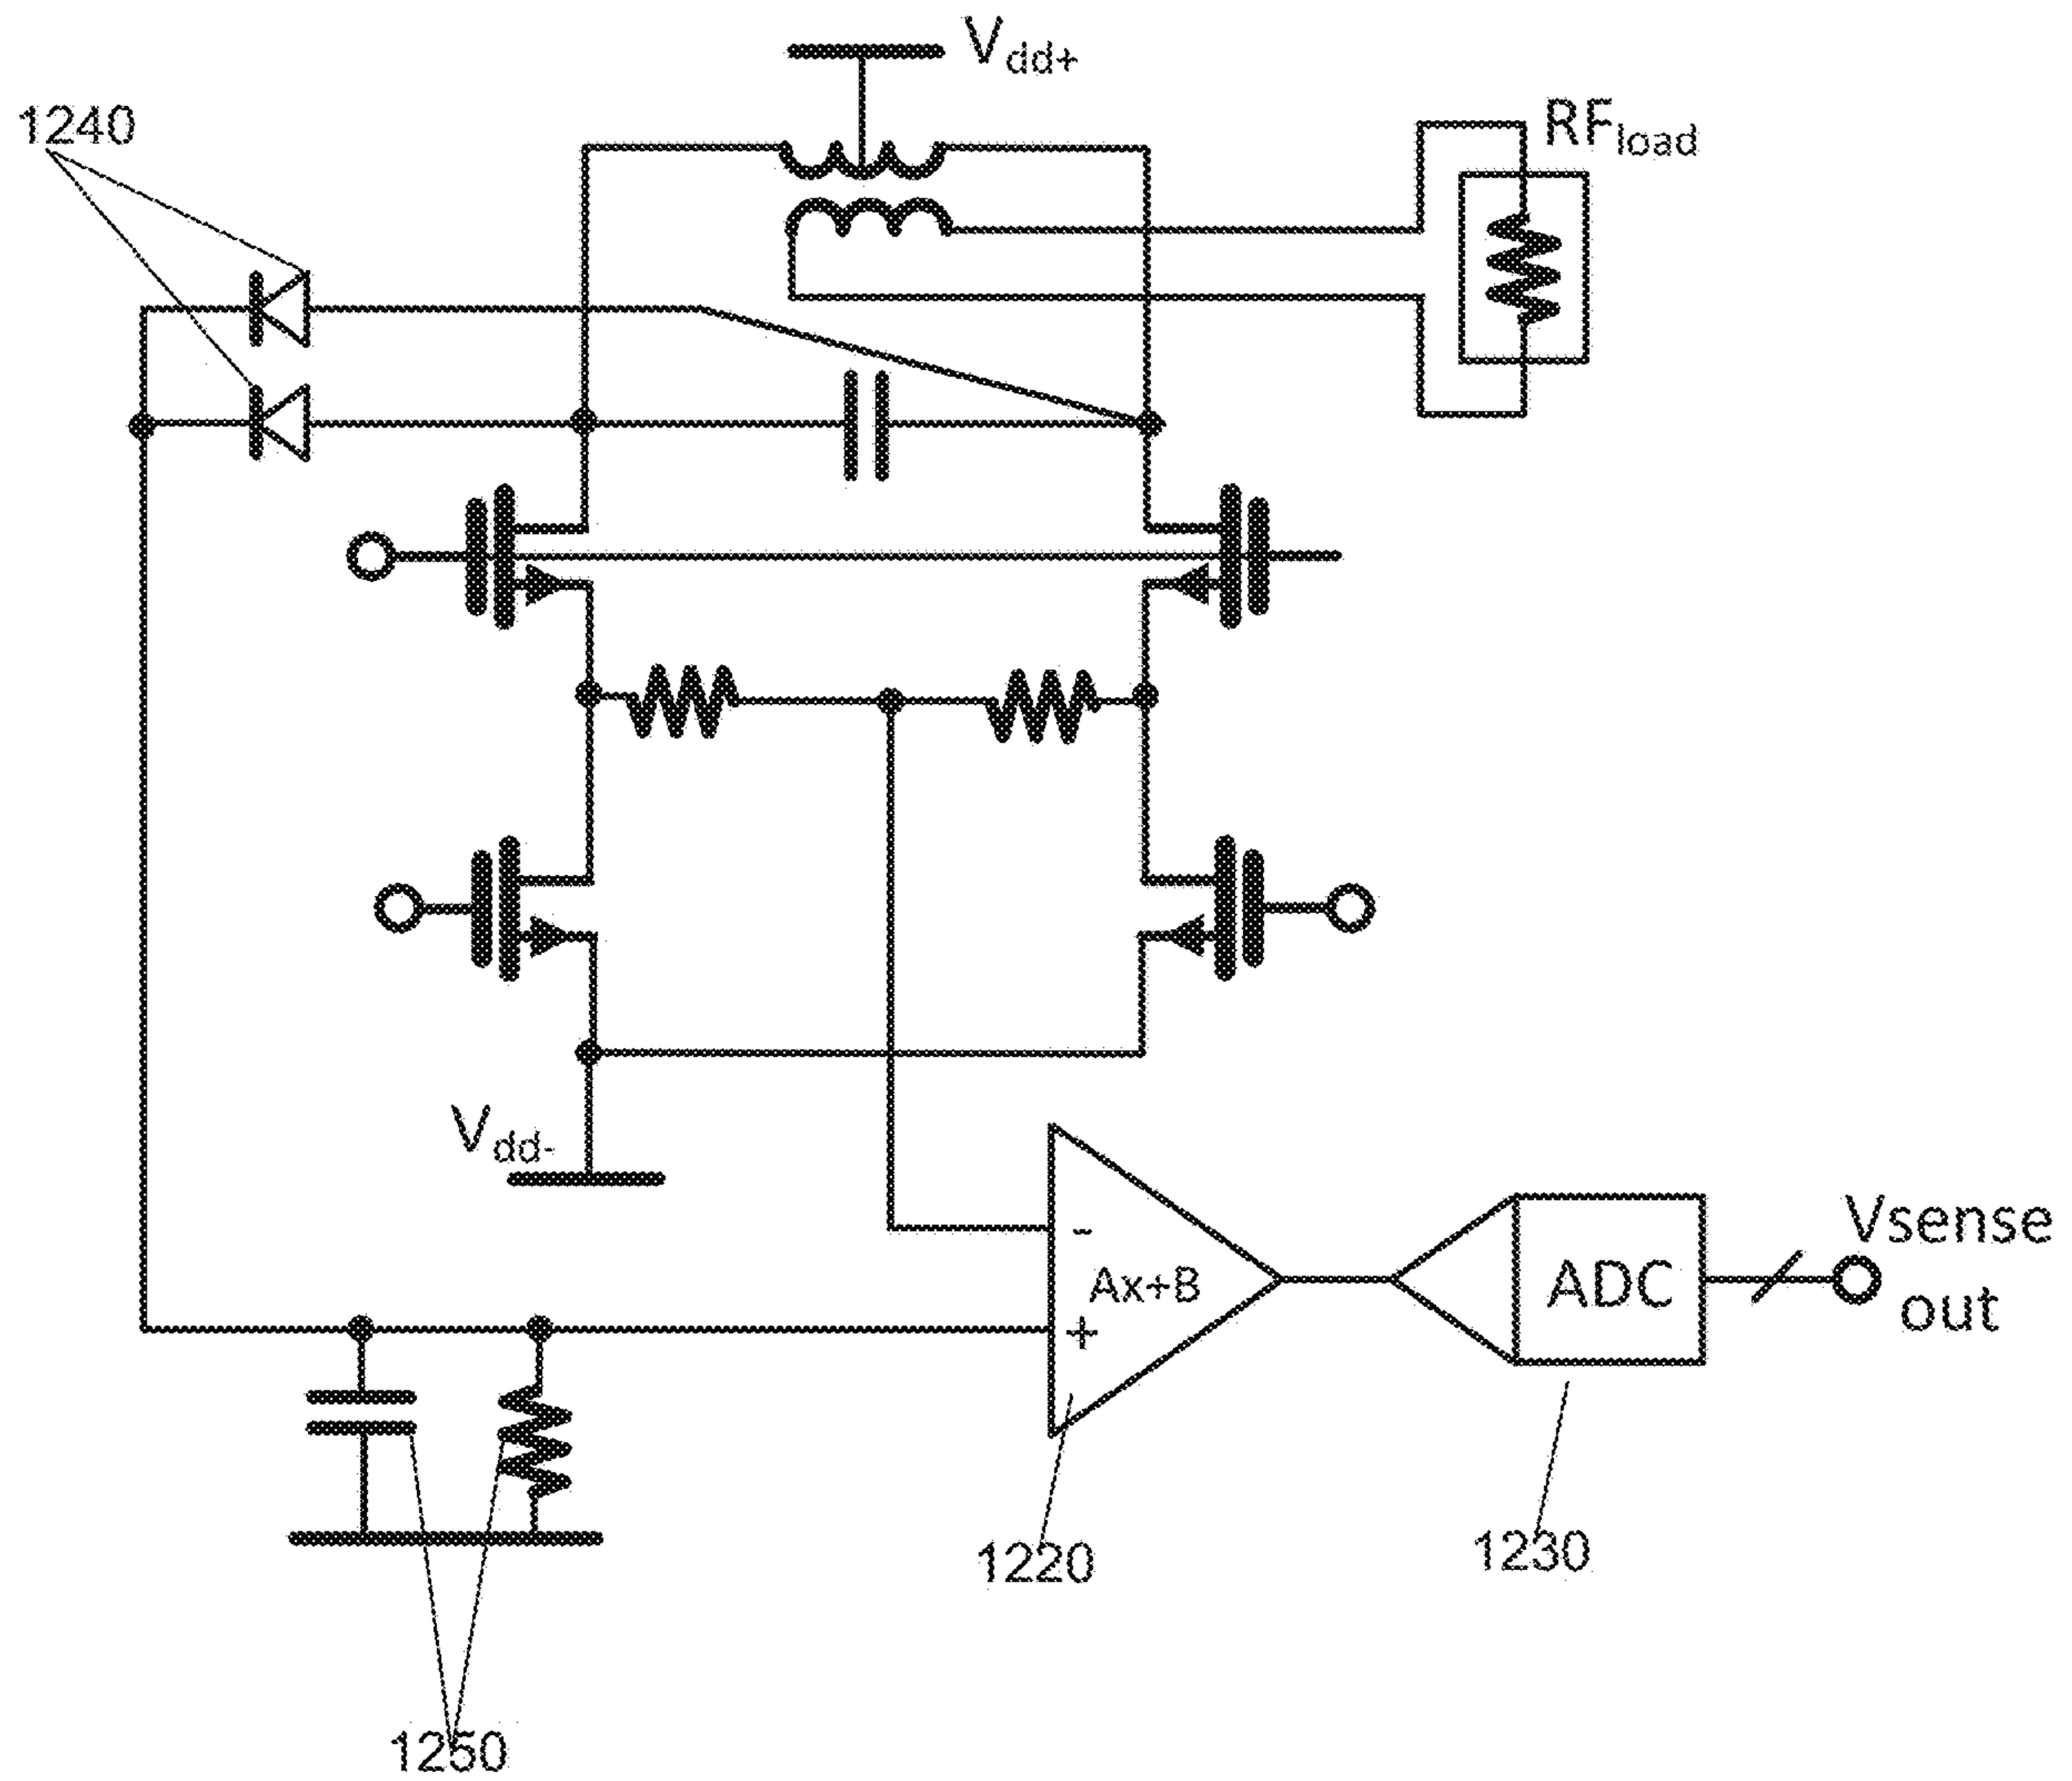 Vdd+
1240
RFload
Vdd-
-
Ax+B
+
ADC
Vsense
out
1220
1230
1250